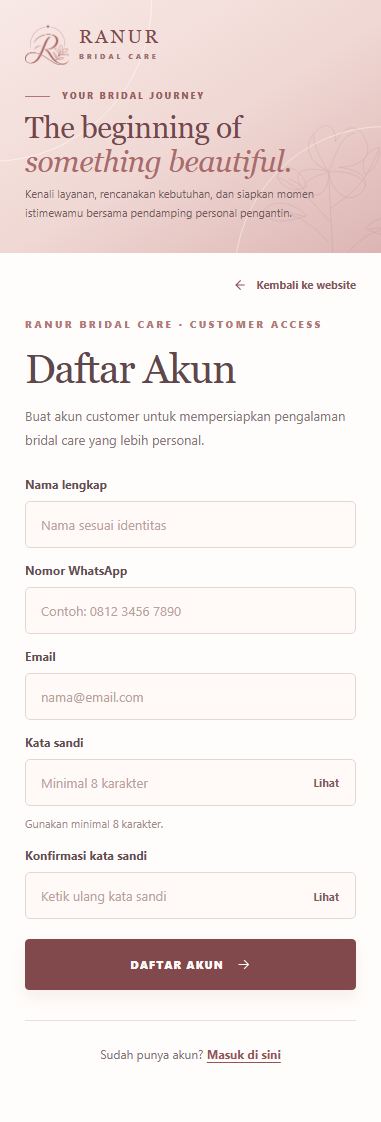 RANUR
BRIDAL CARE
YOUR BRIDAL JOURNEY
The beginning of
something beautiful.
Kenali layanan, rencanakan kebutuhan, dan siapkan momen
istimewamu bersama pendamping personal pengantin.
← Kembali ke website
RANUR BRIDAL CARE · CUSTOMER ACCESS
Daftar Akun
Buat akun customer untuk mempersiapkan pengalaman
bridal care yang lebih personal.
Nama lengkap
Nama sesuai identitas
Nomor WhatsApp
Contoh: 0812 3456 7890
Email
nama@email.com
Kata sandi
Minimal 8 karakter Lihat
Gunakan minimal 8 karakter.
Konfirmasi kata sandi
Ketik ulang kata sandi Lihat
DAFTAR AKUN →
Sudah punya akun? Masuk di sini